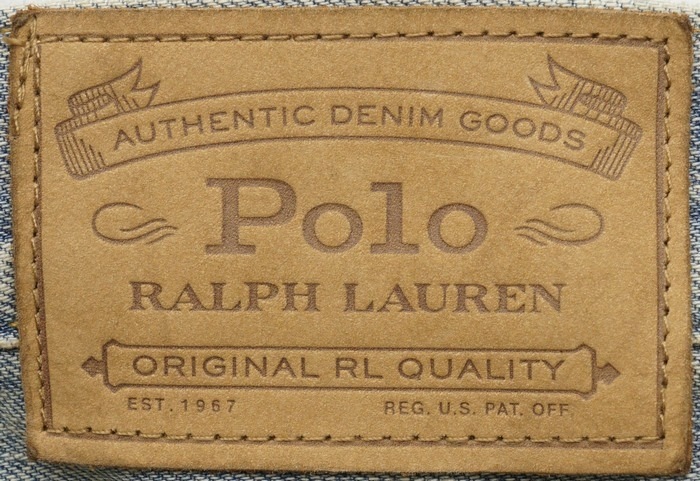 AUTHENTIC DENIM GOODS
Polo
RALPH LAUREN
ORIGINAL RL QUALITY
EST. 1967 REG. U.S. PAT. OFF.